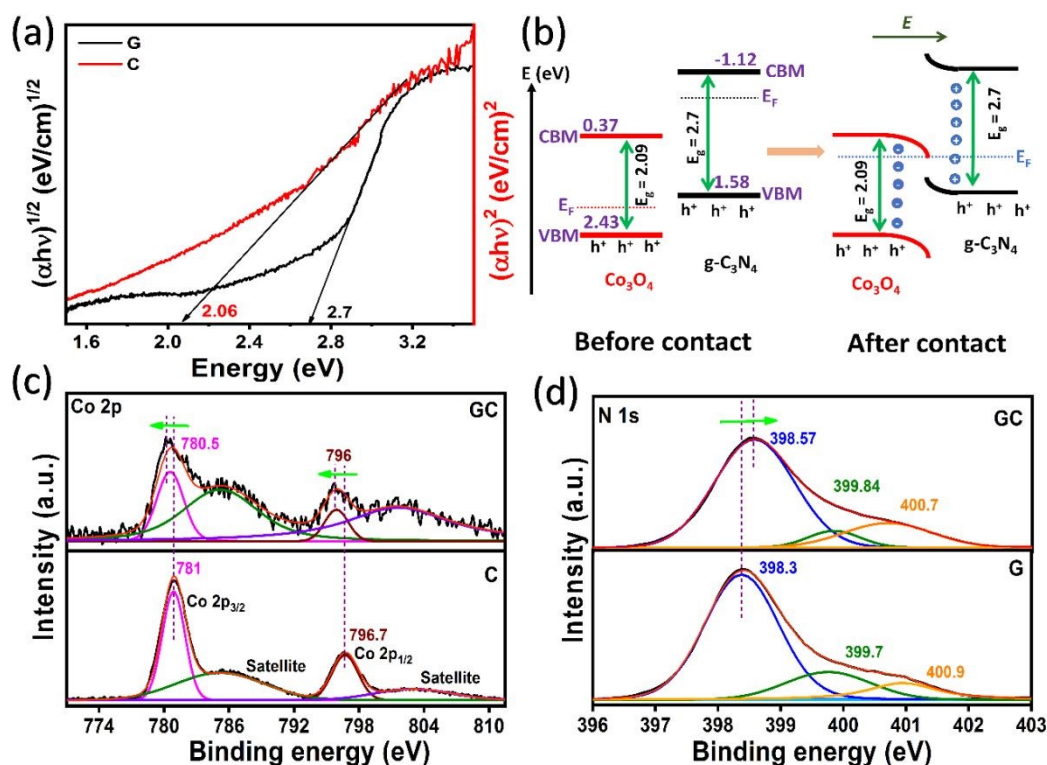 (a)
G
C
(αhν)^1/2 (eV/cm)^1/2
(αhν)^2 (eV/cm)^2
2.06
2.7
1.6 2.0 2.4 2.8 3.2
Energy (eV)
(b)
E (eV)
-1.12
CBM
E_F
E_g = 2.7
1.58
VBM
h⁺ h⁺ h⁺
g-C₃N₄
CBM
0.37
E_g = 2.09
E_F
2.43
VBM
h⁺ h⁺ h⁺
Co₃O₄
Before contact
E
E_g = 2.7
E_F
h⁺ h⁺ h⁺
g-C₃N₄
E_g = 2.09
h⁺ h⁺ h⁺
Co₃O₄
After contact
(c)
Co 2p
GC
780.5
796
C
781
Co 2p3/2
Satellite
796.7
Co 2p1/2
Satellite
Intensity (a.u.)
774 780 786 792 798 804 810
Binding energy (eV)
(d)
N 1s
GC
398.57
399.84
400.7
G
398.3
399.7
400.9
Intensity (a.u.)
396 397 398 399 400 401 402 403
Binding energy (eV)